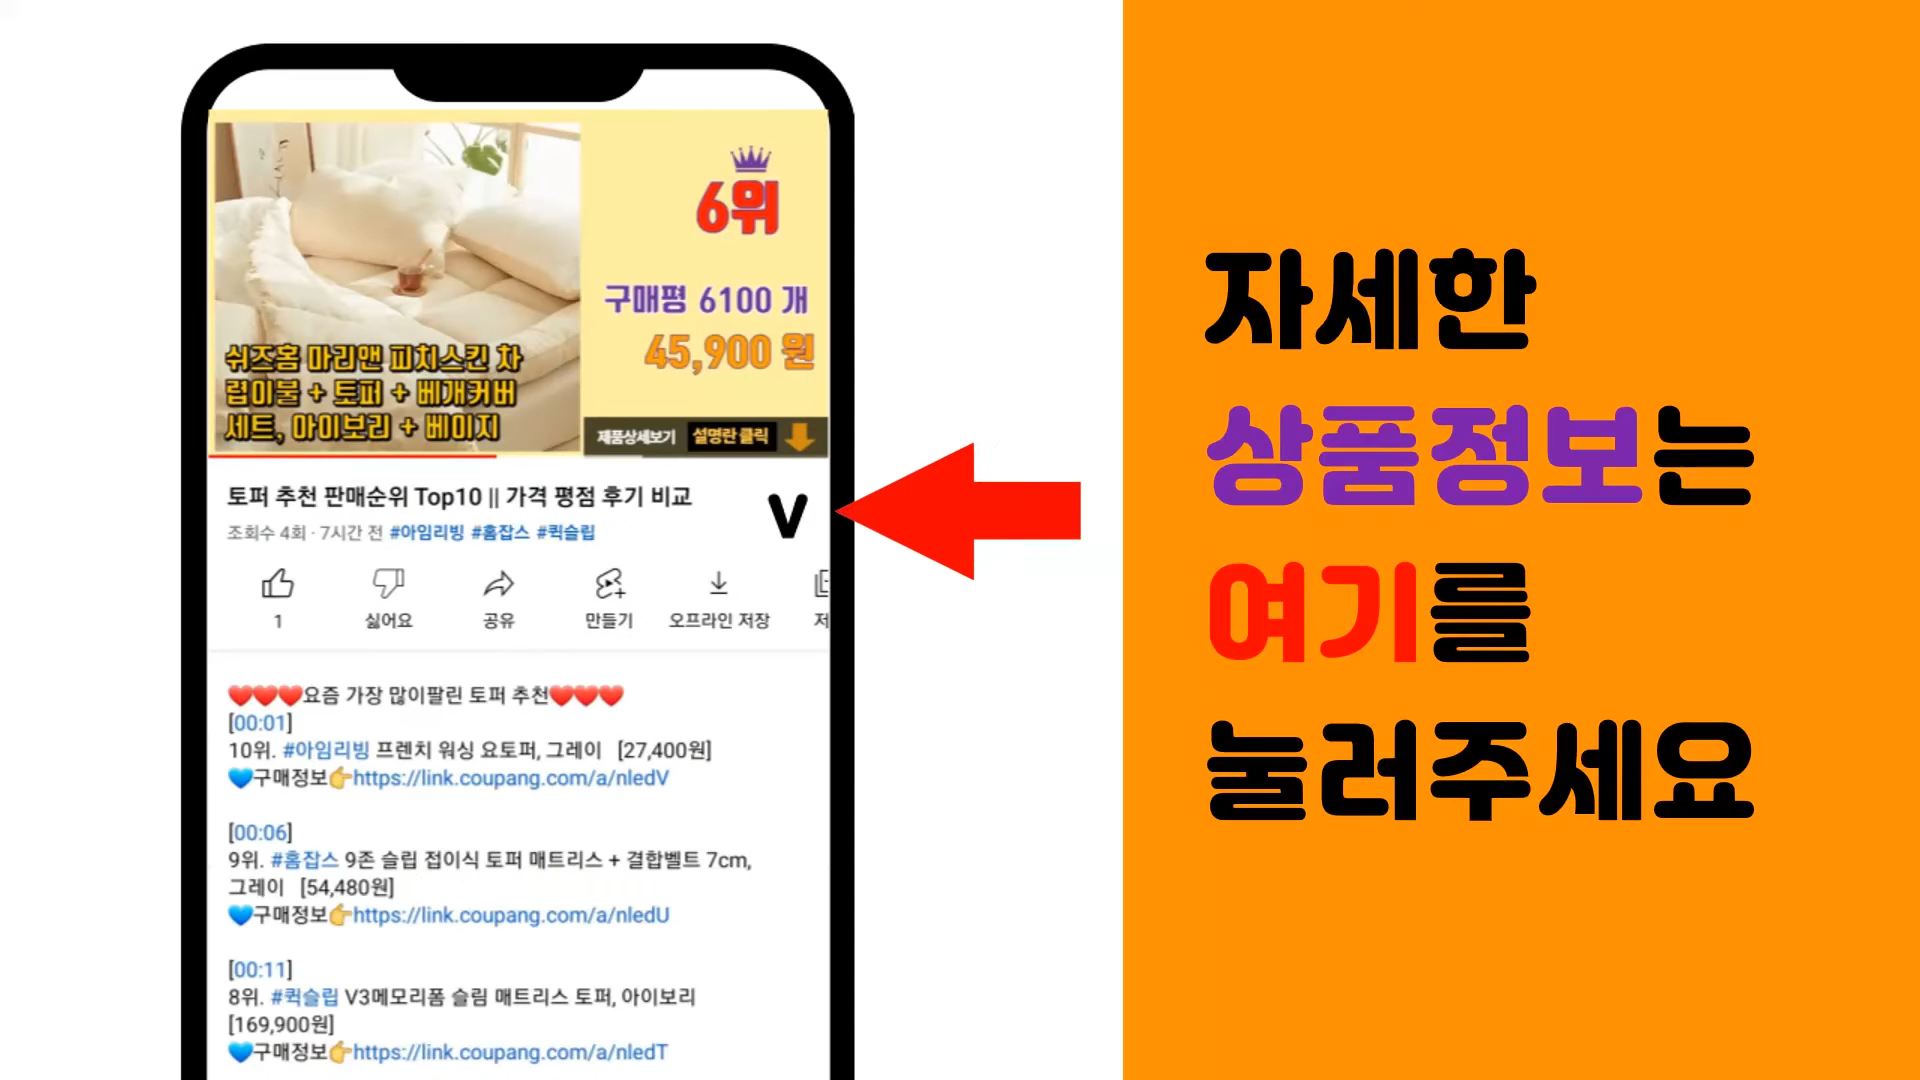 6위
구매평 6100 개
45,900 원
쉬즈홈 마리앤 피치스킨 차
렵이불 + 토퍼 + 베개커버
세트, 아이보리 + 베이지
제품상세보기 설명란 클릭
토퍼 추천 판매순위 Top10 || 가격 평점 후기 비교
V
조회수 4회 · 7시간 전 #아임리빙 #홈잡스 #퀵슬립
1 싫어요 공유 만들기 오프라인 저장 저
❤️❤️❤️요즘 가장 많이팔린 토퍼 추천❤️❤️❤️
[00:01]
10위. #아임리빙 프렌치 워싱 요토퍼, 그레이 [27,400원]
💙구매정보👉https://link.coupang.com/a/nledV
[00:06]
9위. #홈잡스 9존 슬립 접이식 토퍼 매트리스 + 결합벨트 7cm,
그레이 [54,480원]
💙구매정보👉https://link.coupang.com/a/nledU
[00:11]
8위. #퀵슬립 V3메모리폼 슬림 매트리스 토퍼, 아이보리
[169,900원]
💙구매정보👉https://link.coupang.com/a/nledT
자세한
상품정보는
여기를
눌러주세요